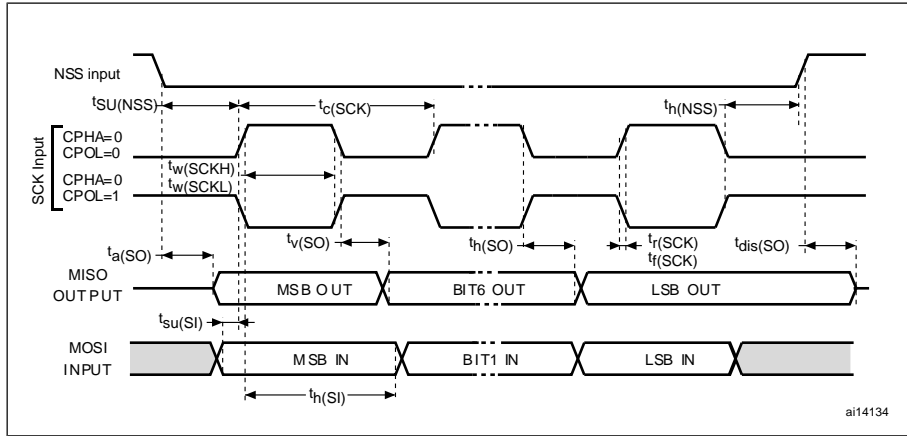 NSS input
tSU(NSS)
tc(SCK)
th(NSS)
SCK Input
CPHA=0
CPOL=0
tw(SCKH)
CPHA=0
tw(SCKL)
CPOL=1
ta(SO)
tv(SO)
th(SO)
tr(SCK)
tf(SCK)
tdis(SO)
MISO
OUTPUT
MSB OUT
BIT6 OUT
LSB OUT
tsu(SI)
MOSI
INPUT
MSB IN
BIT1 IN
LSB IN
th(SI)
ai14134